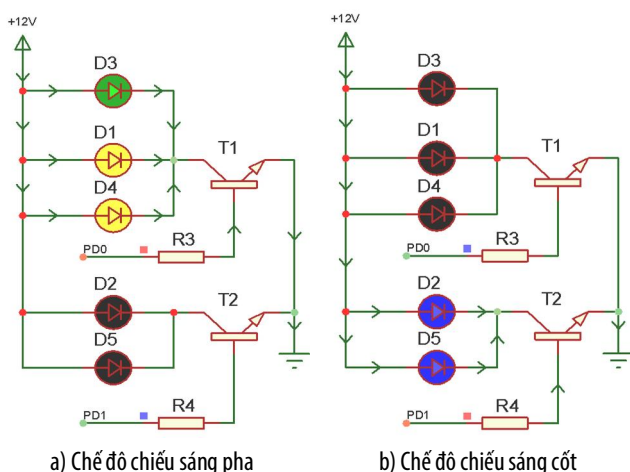 +12V
D3
D1
T1
D4
PD0
R3
D2
T2
D5
PD1
R4
a) Chế độ chiếu sáng pha
+12V
D3
D1
T1
D4
PD0
R3
D2
T2
D5
PD1
R4
b) Chế độ chiếu sáng cốt